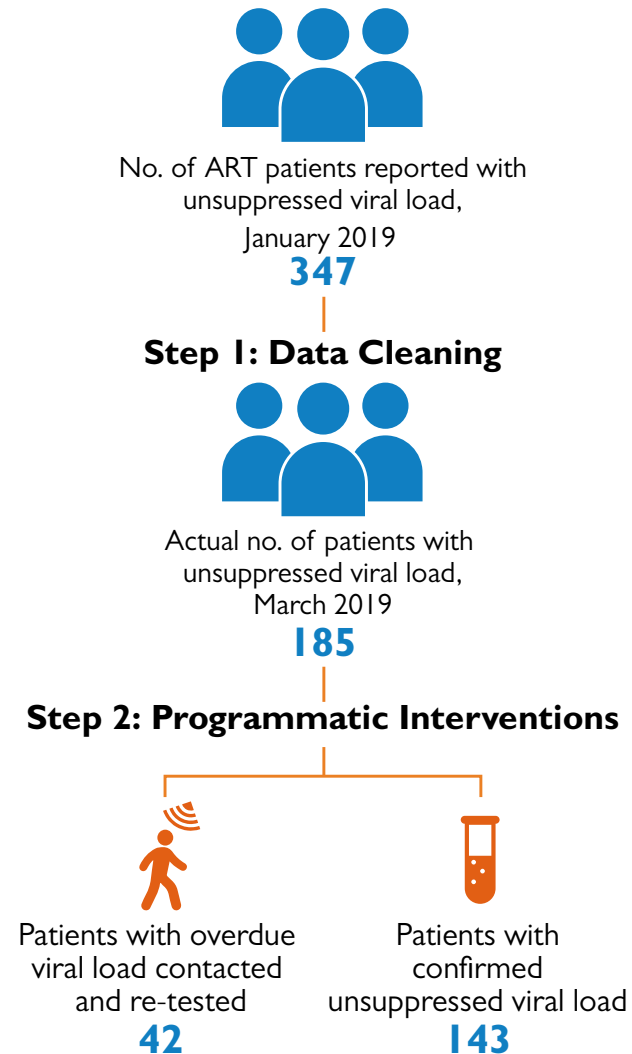 No. of ART patients reported with
unsuppressed viral load,
January 2019
347
Step 1: Data Cleaning
Actual no. of patients with
unsuppressed viral load,
March 2019
185
Step 2: Programmatic Interventions
Patients with overdue
viral load contacted
and re-tested
42
Patients with
confirmed
unsuppressed viral load
143